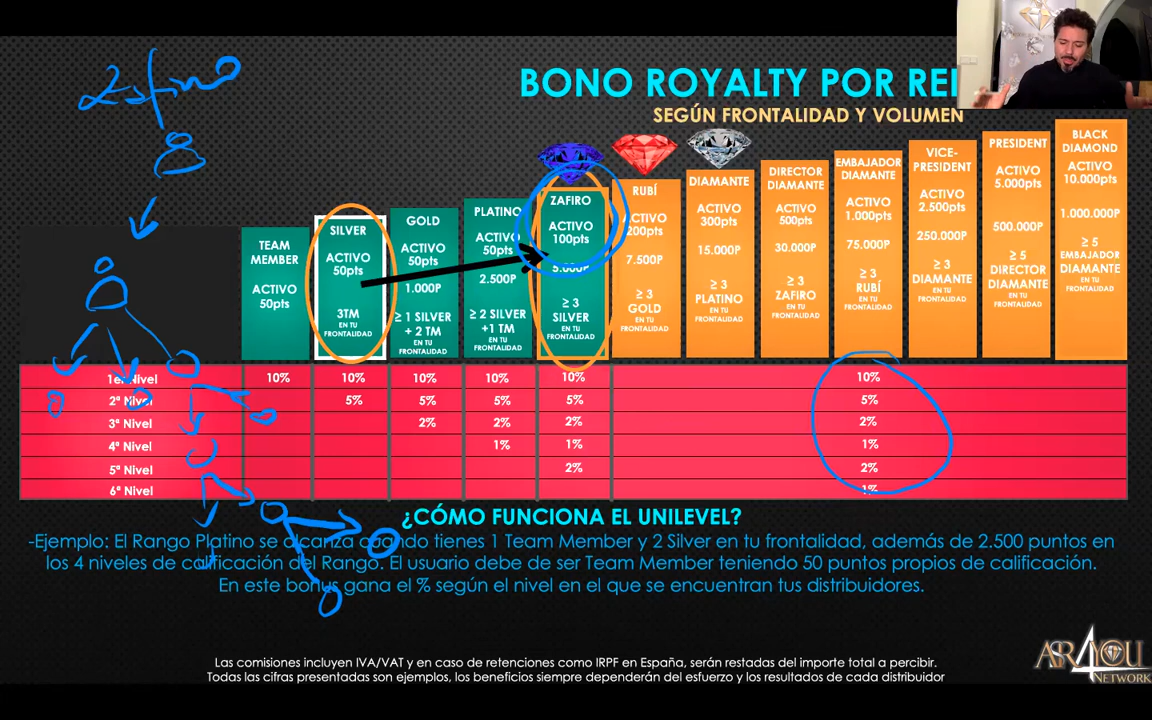 Zafiro
BONO ROYALTY POR
SEGÚN FRONTALIDAD Y VOLUMEN
TEAM
MEMBER
ACTIVO
50pts
SILVER
ACTIVO
50pts
3TM
EN TU
FRONTALIDAD
GOLD
ACTIVO
50pts
1.000P
≥ 1 SILVER
+ 2 TM
EN TU
FRONTALIDAD
PLATINO
ACTIVO
50pts
2.500P
≥ 2 SILVER
+1 TM
EN TU
FRONTALIDAD
ZAFIRO
ACTIVO
100pts
5.000P
≥ 3
SILVER
EN TU
FRONTALIDAD
RUBÍ
ACTIVO
200pts
7.500P
≥ 3
GOLD
EN TU
FRONTALIDAD
DIAMANTE
ACTIVO
300pts
15.000P
≥ 3
PLATINO
EN TU
FRONTALIDAD
DIRECTOR
DIAMANTE
ACTIVO
500pts
30.000P
≥ 3
ZAFIRO
EN TU
FRONTALIDAD
EMBAJADOR
DIAMANTE
ACTIVO
1.000pts
75.000P
≥ 3
RUBÍ
EN TU
FRONTALIDAD
VICE-
PRESIDENT
ACTIVO
2.500pts
250.000P
≥ 3
DIAMANTE
EN TU
FRONTALIDAD
PRESIDENT
ACTIVO
5.000pts
500.000P
≥ 5
DIRECTOR
DIAMANTE
EN TU
FRONTALIDAD
BLACK
DIAMOND
ACTIVO
10.000pts
1.000.000P
≥ 5
EMBAJADOR
DIAMANTE
EN TU
FRONTALIDAD
1er Nivel 10% 10% 10% 10% 10% 10%
2º Nivel 5% 5% 5% 5% 5%
3º Nivel 2% 2% 2% 2%
4º Nivel 1% 1% 1%
5º Nivel 2% 2%
6º Nivel 1%
¿CÓMO FUNCIONA EL UNILEVEL?
-Ejemplo: El Rango Platino se alcanza cuando tienes 1 Team Member y 2 Silver en tu frontalidad, además de 2.500 puntos en
los 4 niveles de calificación del Rango. El usuario debe de ser Team Member teniendo 50 puntos propios de calificación.
En este bonus gana el % según el nivel en el que se encuentran tus distribuidores.
Las comisiones incluyen IVA/VAT y en caso de retenciones como IRPF en España, serán restadas del importe total a percibir.
Todas las cifras presentadas son ejemplos, los beneficios siempre dependerán del esfuerzo y los resultados de cada distribuidor
ASR4YOU
NETWORK